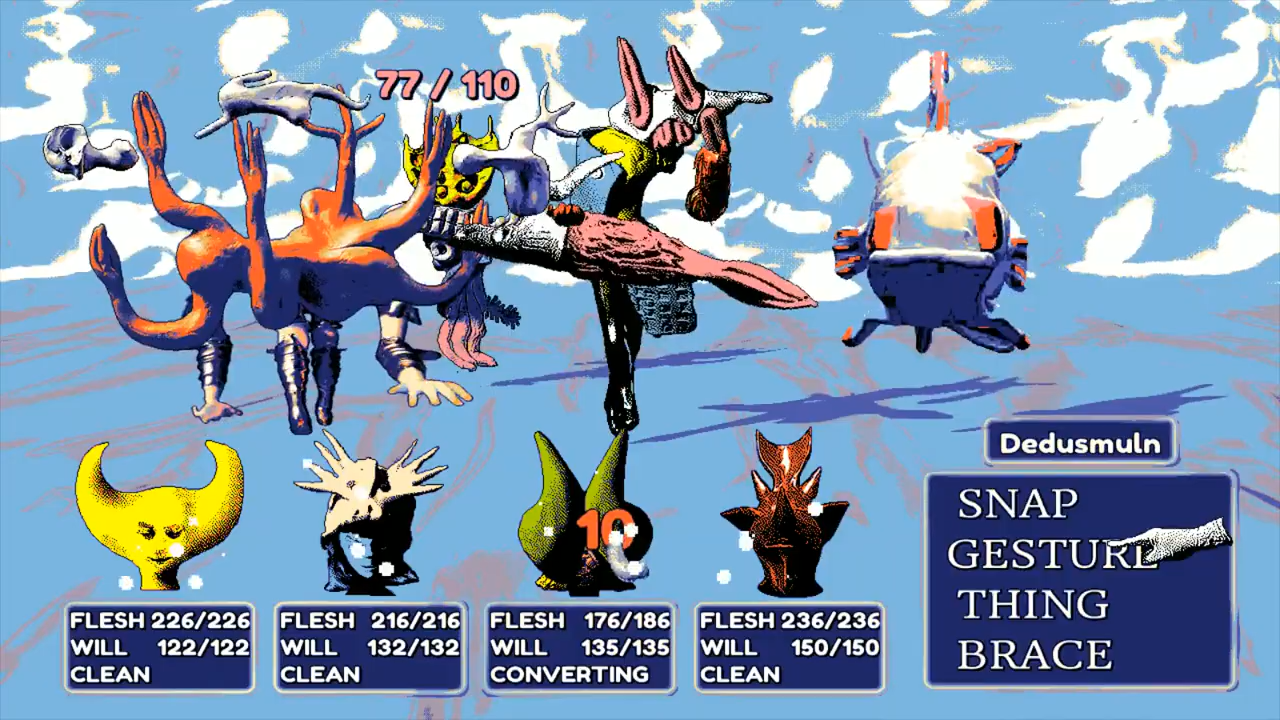 77 / 110
Dedusmuln
SNAP
GESTURE
THING
BRACE
10
FLESH 226/226
WILL 122/122
CLEAN
FLESH 216/216
WILL 132/132
CLEAN
FLESH 176/186
WILL 135/135
CONVERTING
FLESH 236/236
WILL 150/150
CLEAN